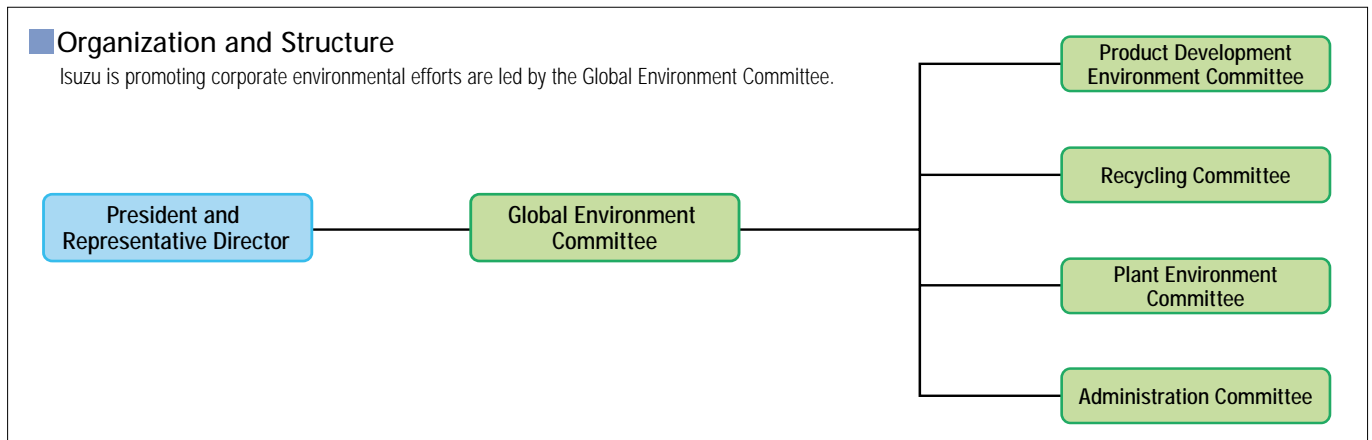 Organization and Structure
Isuzu is promoting corporate environmental efforts are led by the Global Environment Committee.
President and
Representative Director
Global Environment
Committee
Product Development
Environment Committee
Recycling Committee
Plant Environment
Committee
Administration Committee